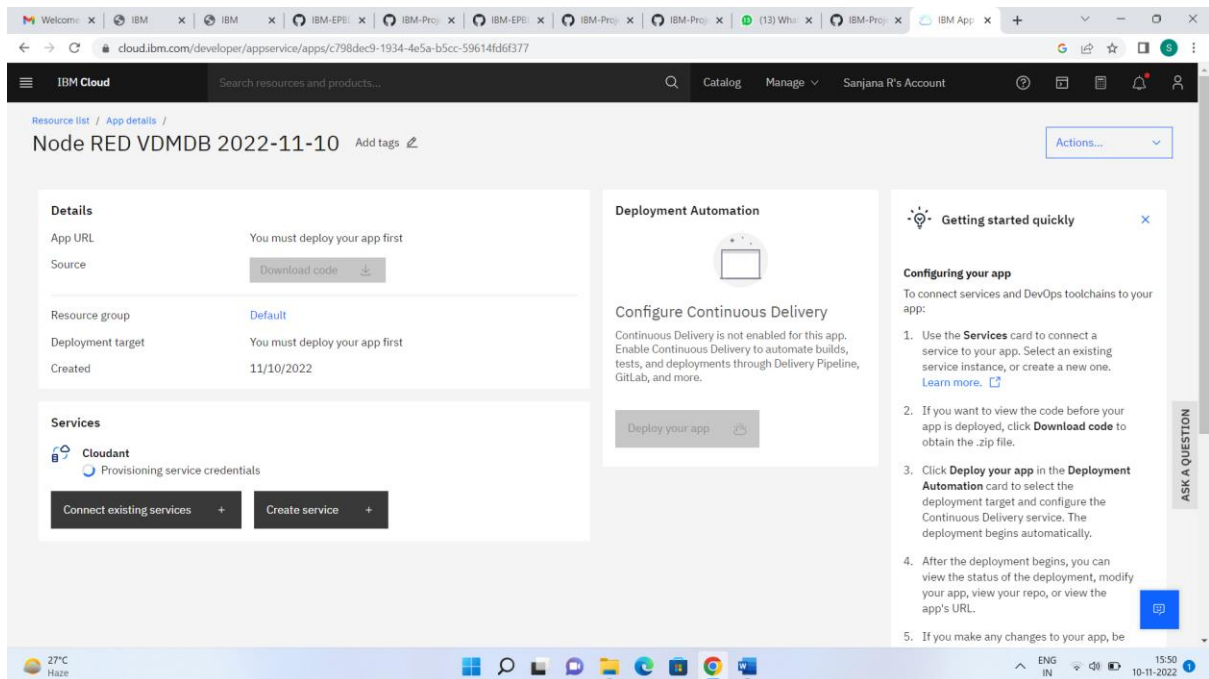 Welcome
IBM
IBM
IBM-EPBL
IBM-Proj
IBM-EPBL
IBM-Proj
IBM-Proj
(13) What
IBM-Proj
IBM App
cloud.ibm.com/developer/appservice/apps/c798dec9-1934-4e5a-b5cc-59614fd6f377
S
IBM Cloud
Search resources and products...
Catalog
Manage
Sanjana R's Account
Resource list / App details /
Node RED VDMDB 2022-11-10
Add tags
Actions...
Details
App URL
You must deploy your app first
Source
Download code
Resource group
Default
Deployment target
You must deploy your app first
Created
11/10/2022
Services
Cloudant
Provisioning service credentials
Connect existing services +
Create service +
Deployment Automation
Configure Continuous Delivery
Continuous Delivery is not enabled for this app.
Enable Continuous Delivery to automate builds,
tests, and deployments through Delivery Pipeline,
GitLab, and more.
Deploy your app
Getting started quickly
Configuring your app
To connect services and DevOps toolchains to your
app:
1. Use the Services card to connect a
service to your app. Select an existing
service instance, or create a new one.
Learn more.
2. If you want to view the code before your
app is deployed, click Download code to
obtain the .zip file.
3. Click Deploy your app in the Deployment
Automation card to select the
deployment target and configure the
Continuous Delivery service. The
deployment begins automatically.
4. After the deployment begins, you can
view the status of the deployment, modify
your app, view your repo, or view the
app's URL.
5. If you make any changes to your app, be
ASK A QUESTION
27°C
Haze
ENG
IN
15:50
10-11-2022
1